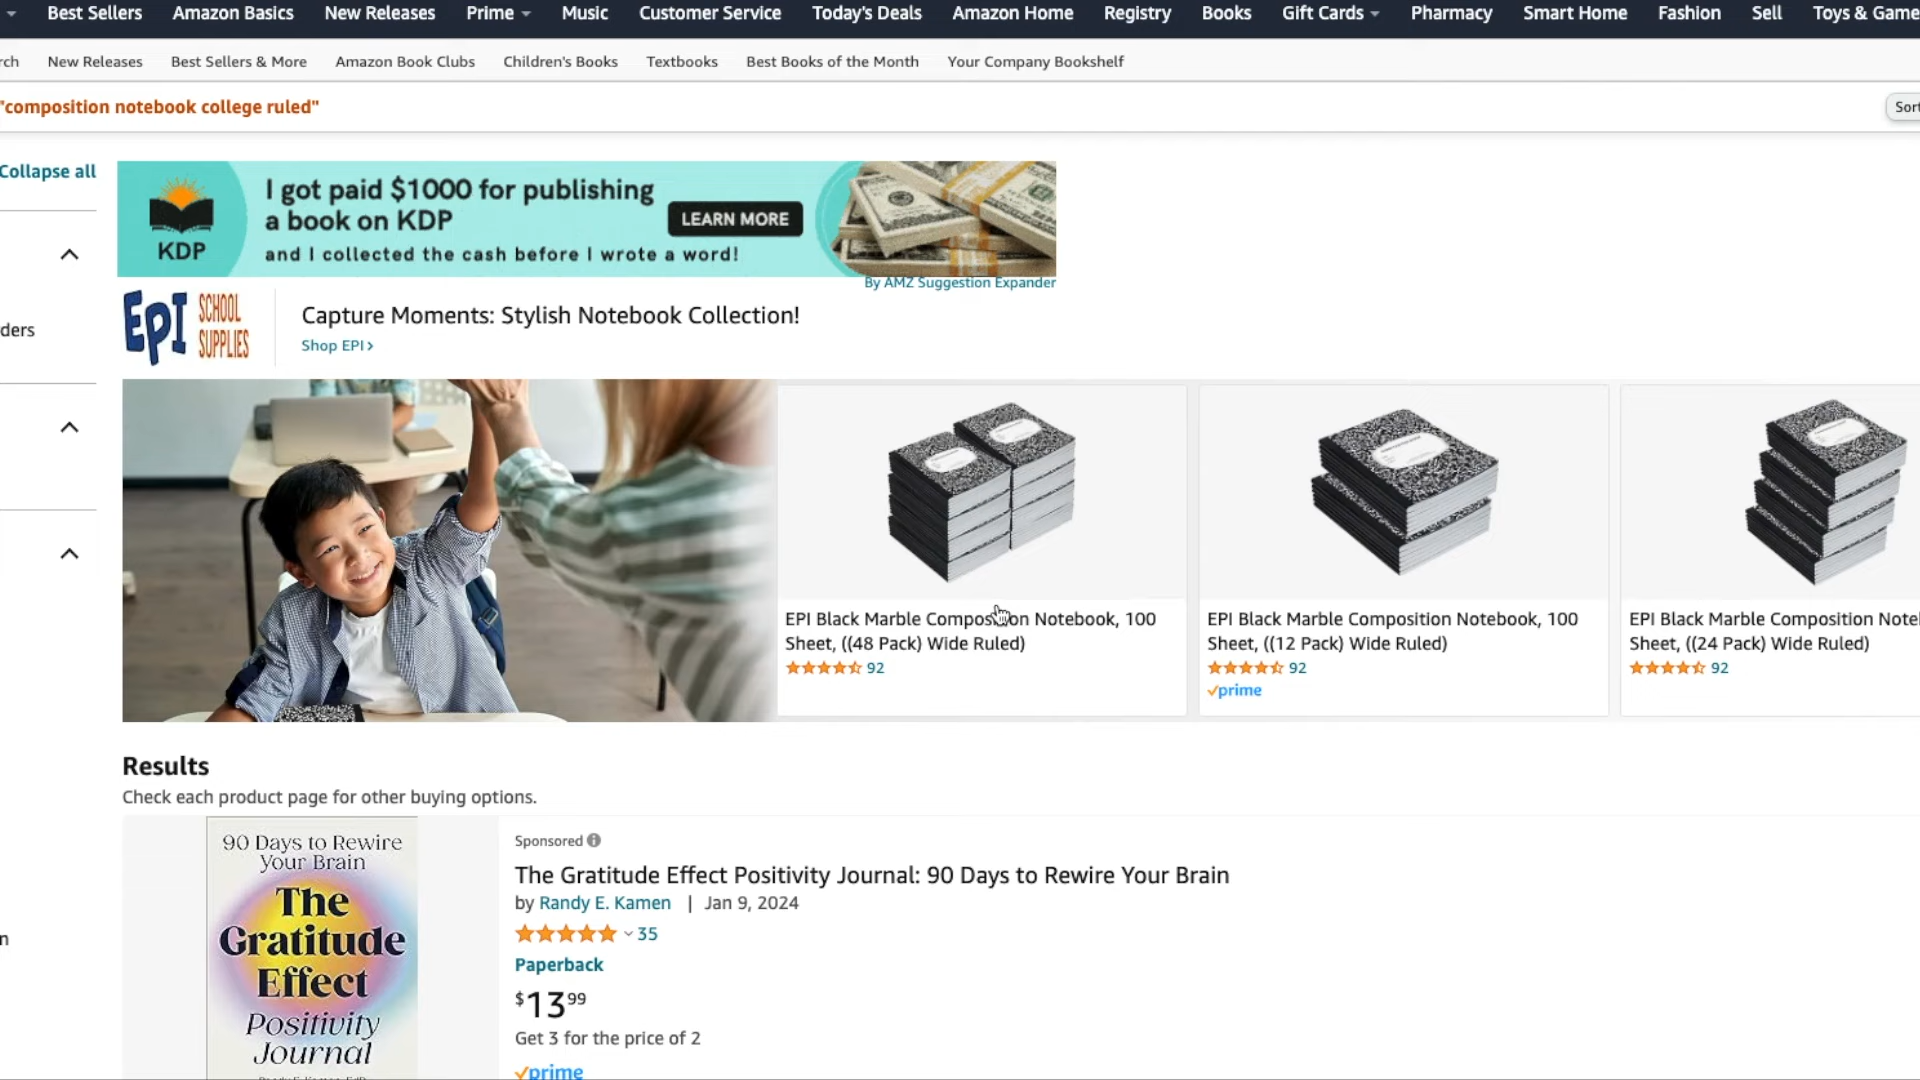 Best Sellers Amazon Basics New Releases Prime Music Customer Service Today's Deals Amazon Home Registry Books Gift Cards Pharmacy Smart Home Fashion Sell Toys & Game
rch New Releases Best Sellers & More Amazon Book Clubs Children's Books Textbooks Best Books of the Month Your Company Bookshelf
"composition notebook college ruled"
Sort
Collapse all
ders
n
KDP
I got paid $1000 for publishing
a book on KDP
and I collected the cash before I wrote a word!
LEARN MORE
By AMZ Suggestion Expander
EPI SCHOOL
SUPPLIES
Capture Moments: Stylish Notebook Collection!
Shop EPI ›
EPI Black Marble Composition Notebook, 100
Sheet, ((48 Pack) Wide Ruled)
92
EPI Black Marble Composition Notebook, 100
Sheet, ((12 Pack) Wide Ruled)
92
prime
EPI Black Marble Composition Note
Sheet, ((24 Pack) Wide Ruled)
92
Results
Check each product page for other buying options.
90 Days to Rewire
Your Brain
The
Gratitude
Effect
Positivity
Journal
Sponsored
The Gratitude Effect Positivity Journal: 90 Days to Rewire Your Brain
by Randy E. Kamen | Jan 9, 2024
35
Paperback
$13 99
Get 3 for the price of 2
prime